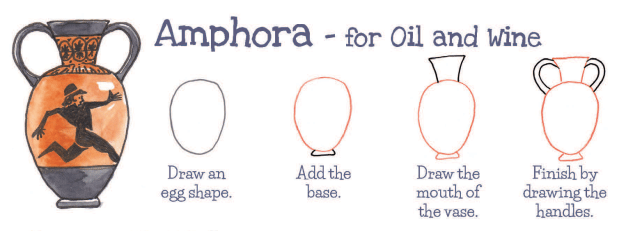 Amphora - for Oil and Wine
Draw an
egg shape.
Add the
base.
Draw the
mouth of
the vase.
Finish by
drawing the
handles.